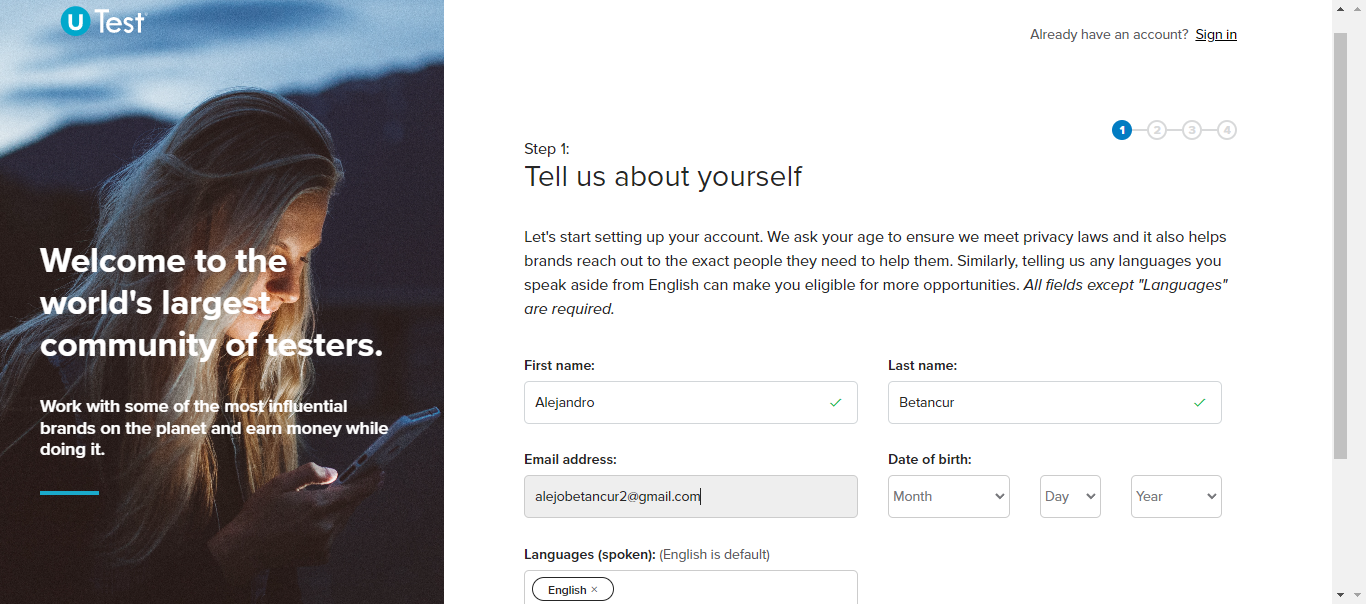 U Test
Welcome to the
world's largest
community of testers.
Work with some of the most influential
brands on the planet and earn money while
doing it.
Already have an account? Sign in
1 2 3 4
Step 1:
Tell us about yourself
Let's start setting up your account. We ask your age to ensure we meet privacy laws and it also helps
brands reach out to the exact people they need to help them. Similarly, telling us any languages you
speak aside from English can make you eligible for more opportunities. All fields except "Languages"
are required.
First name: Last name:
Alejandro Betancur
Email address: Date of birth:
alejobetancur2@gmail.com Month Day Year
Languages (spoken): (English is default)
English ×